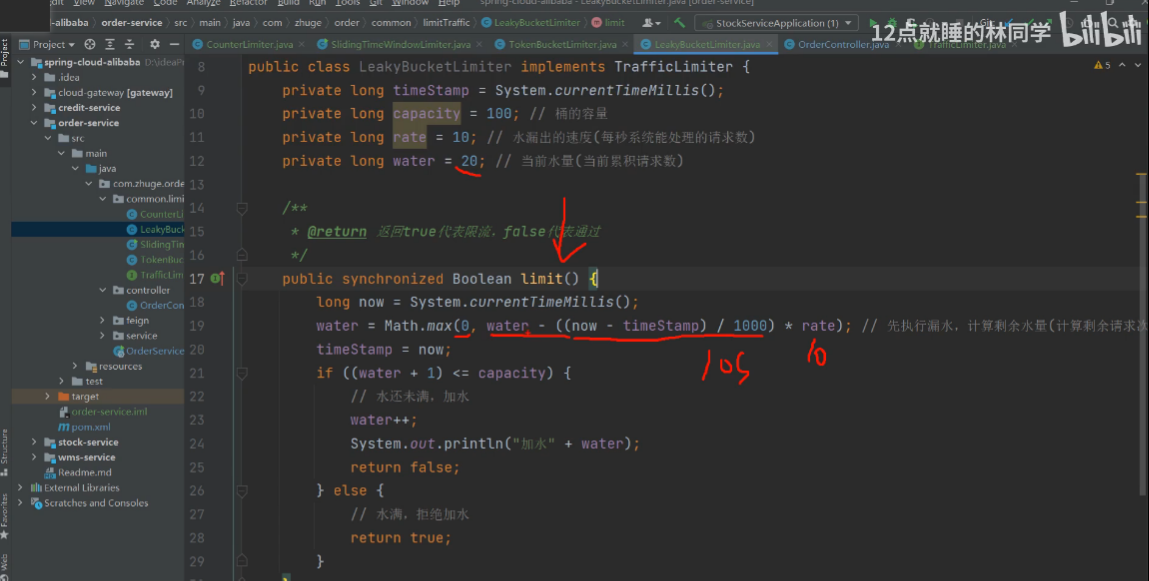 Edit View Navigate Code Analyze Refactor Build Run Tools Git Window Help spring-cloud-alibaba - LeakyBucketLimiter.java [order-service]
-alibaba order-service src main java com zhuge order common limitTraffic LeakyBucketLimiter limit StockServiceApplication (1) Git:
12点就睡的林同学 bilibili
Project CounterLimiter.java SlidingTimeWindowLimiter.java TokenBucketLimiter.java LeakyBucketLimiter.java OrderController.java TrafficLimiter.java
spring-cloud-alibaba
.idea
cloud-gateway [gateway]
credit-service
order-service
src
main
java
com.zhuge.orde
common.limi
CounterLi
LeakyBuck
SlidingTin
TokenBuc
TrafficLim
controller
OrderCon
feign
service
OrderService
resources
test
target
order-service.iml
pom.xml
stock-service
wms-service
Readme.md
External Libraries
Scratches and Consoles
Project
Structure
Favorites
Web
5
8 public class LeakyBucketLimiter implements TrafficLimiter {
9 private long timeStamp = System.currentTimeMillis();
10 private long capacity = 100; // 桶的容量
11 private long rate = 10; // 水漏出的速度(每秒系统能处理的请求数)
12 private long water = 20; // 当前水量(当前累积请求数)
13
14 /**
15 * @return 返回true代表限流，false代表通过
16 */
17 public synchronized Boolean limit() {
18 long now = System.currentTimeMillis();
19 water = Math.max(0, water - ((now - timeStamp) / 1000) * rate); // 先执行漏水，计算剩余水量(计算剩余请求次
20 timeStamp = now;
10s 10
21 if ((water + 1) <= capacity) {
22 // 水还未满，加水
23 water++;
24 System.out.println("加水" + water);
25 return false;
26 } else {
27 // 水满，拒绝加水
28 return true;
29 }